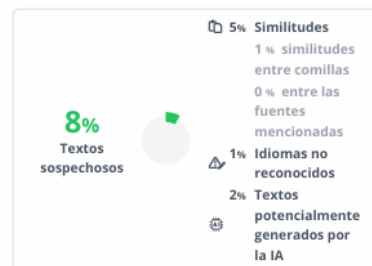 8%
Textos
sospechosos
5% Similitudes
1 % similitudes
entre comillas
0 % entre las
fuentes
mencionadas
1% Idiomas no
reconocidos
2% Textos
potencialmente
generados por
la IA
AI